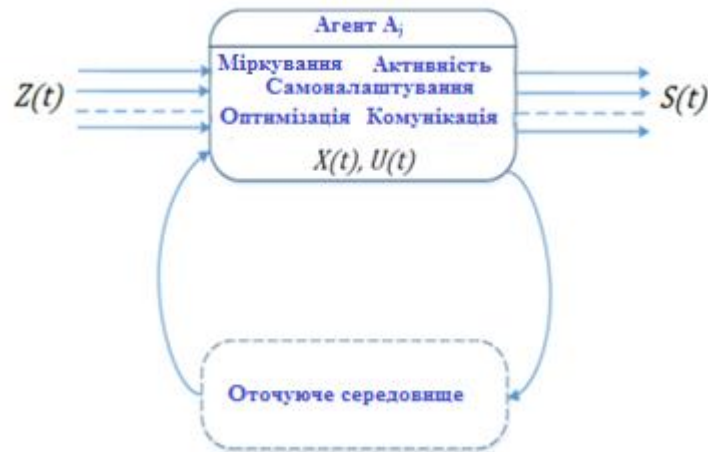 Агент Aj
Міркування Активність
Самоналаштування
Z(t)
S(t)
Оптимізація Комунікація
X(t), U(t)
Оточуюче середовище